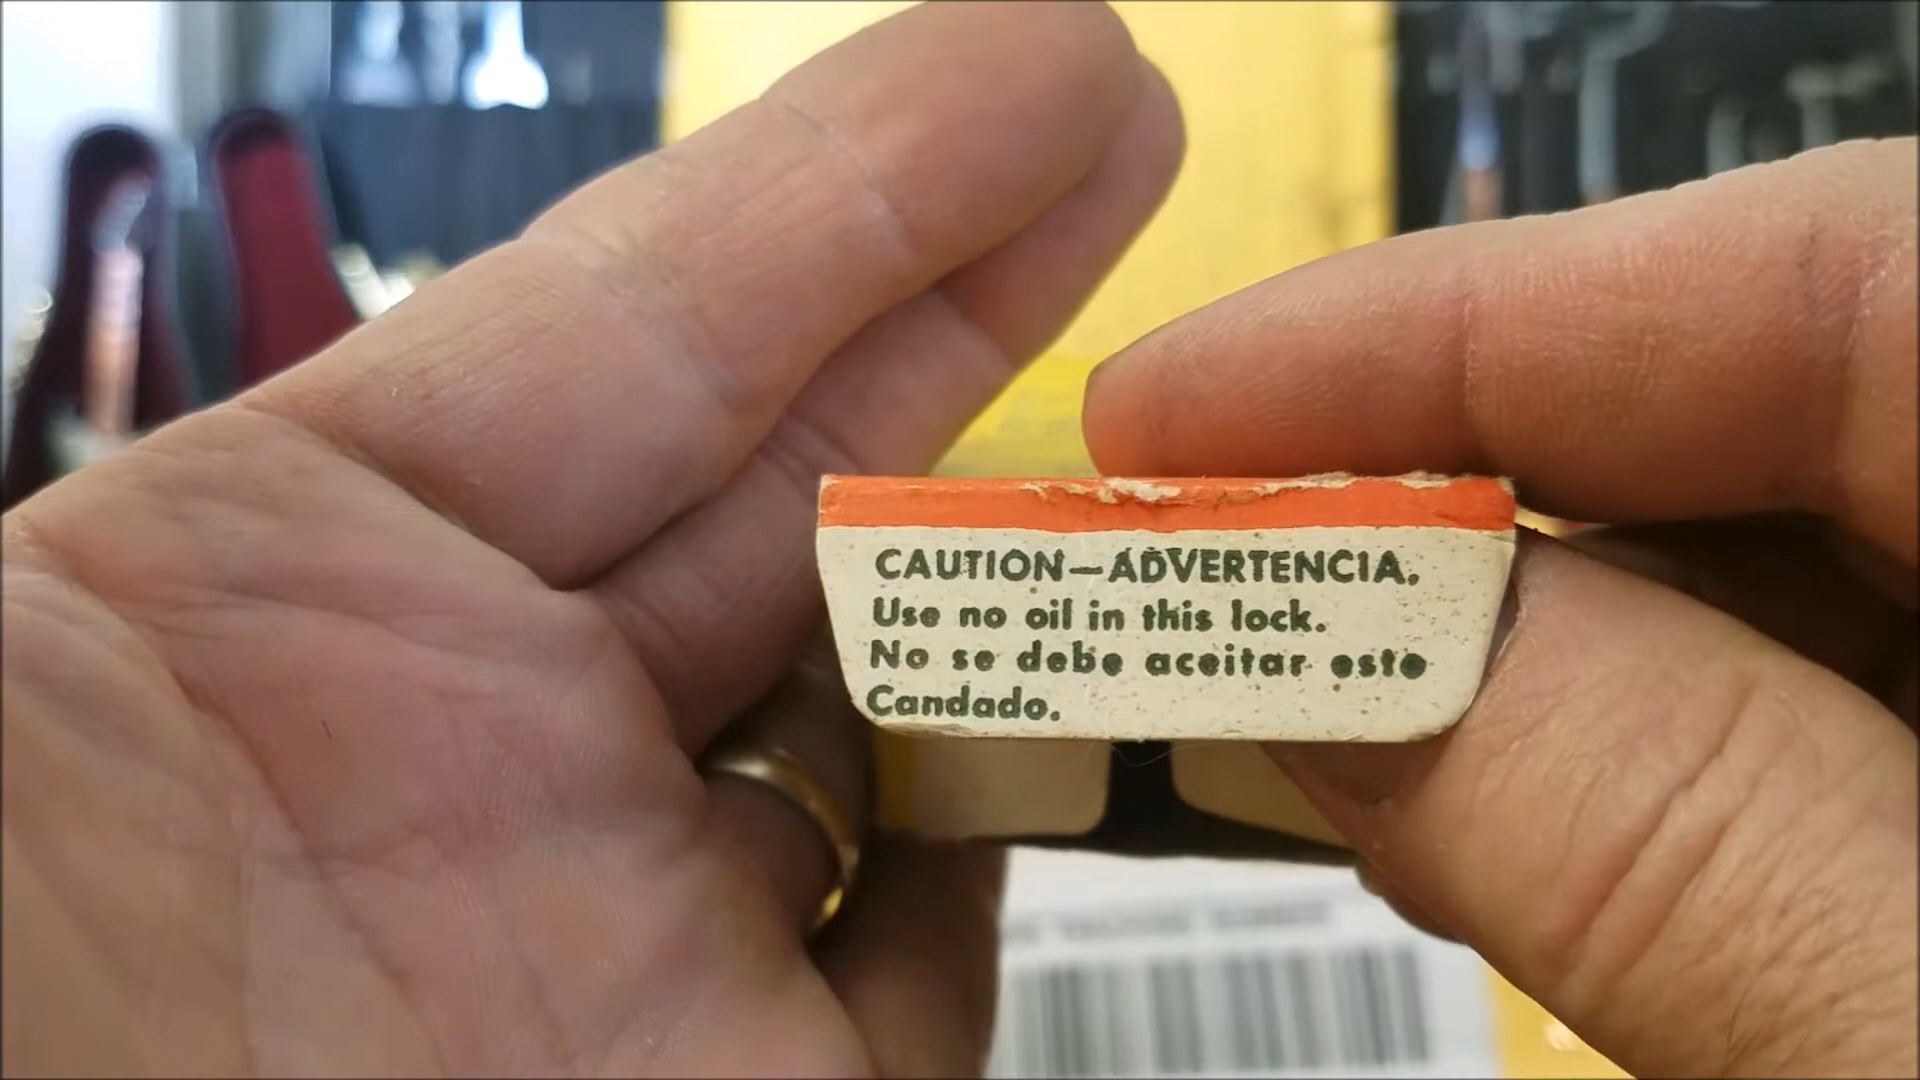 CAUTION—ADVERTENCIA.
Use no oil in this lock.
No se debe aceitar este
Candado.